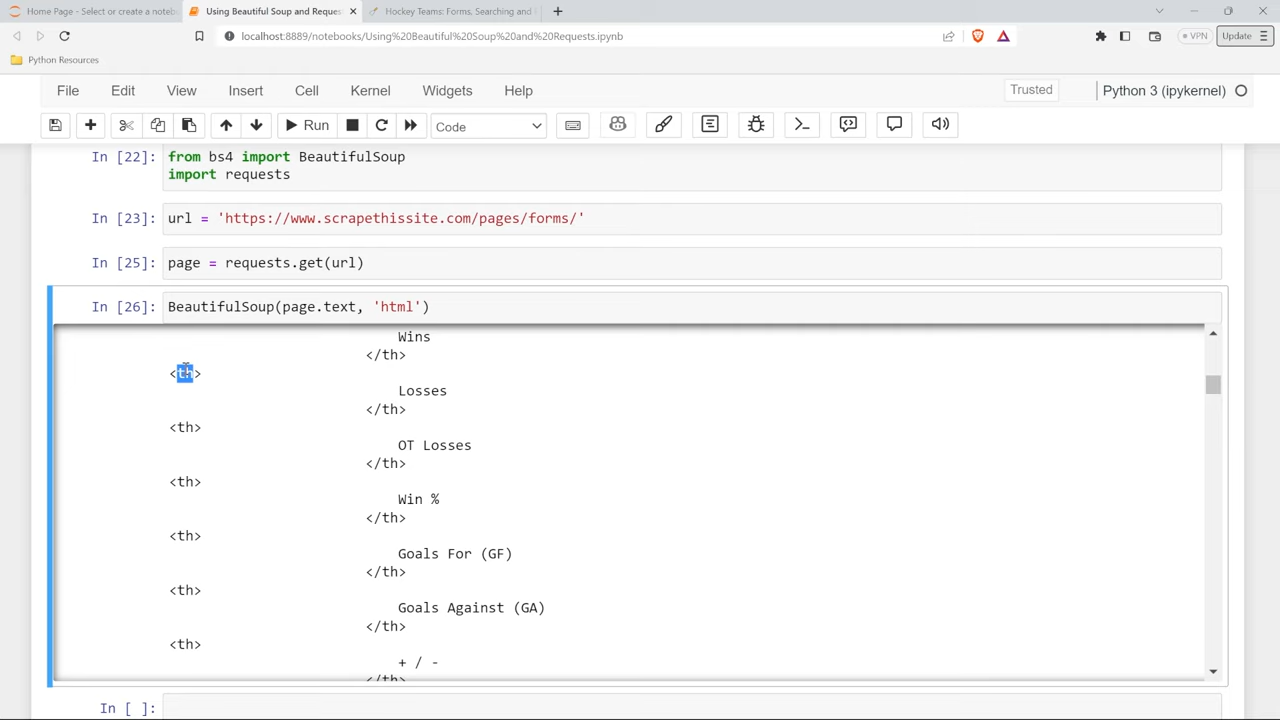 Home Page - Select or create a noteb
Using Beautiful Soup and Reques
Hockey Teams: Forms, Searching and
localhost:8889/notebooks/Using%20Beautiful%20Soup%20and%20Requests.ipynb
VPN
Update
Python Resources
File Edit View Insert Cell Kernel Widgets Help
Trusted
Python 3 (ipykernel)
Run
Code
In [22]: from bs4 import BeautifulSoup
import requests
In [23]: url = 'https://www.scrapethissite.com/pages/forms/'
In [25]: page = requests.get(url)
In [26]: BeautifulSoup(page.text, 'html')
Wins
</th>
<th>
Losses
</th>
<th>
OT Losses
</th>
<th>
Win %
</th>
<th>
Goals For (GF)
</th>
<th>
Goals Against (GA)
</th>
<th>
+ / -
</th>
In [ ]: